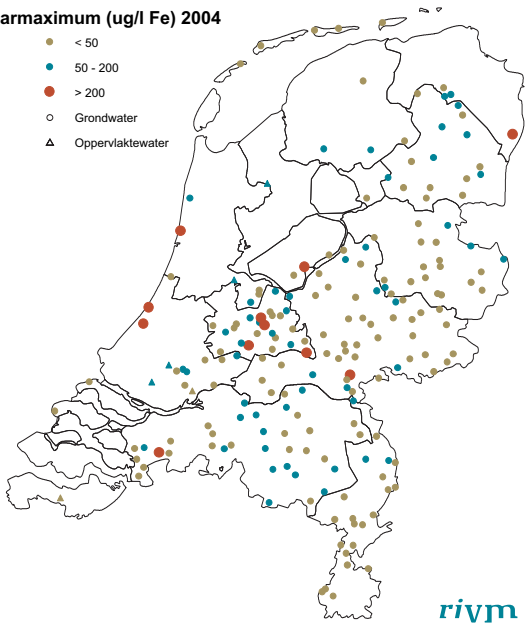 armaximum (ug/l Fe) 2004
< 50
50 - 200
> 200
Grondwater
Oppervlaktewater
rivm